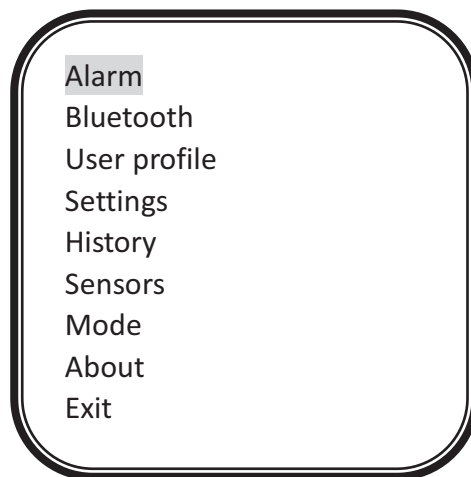 Alarm
Bluetooth
User profile
Settings
History
Sensors
Mode
About
Exit